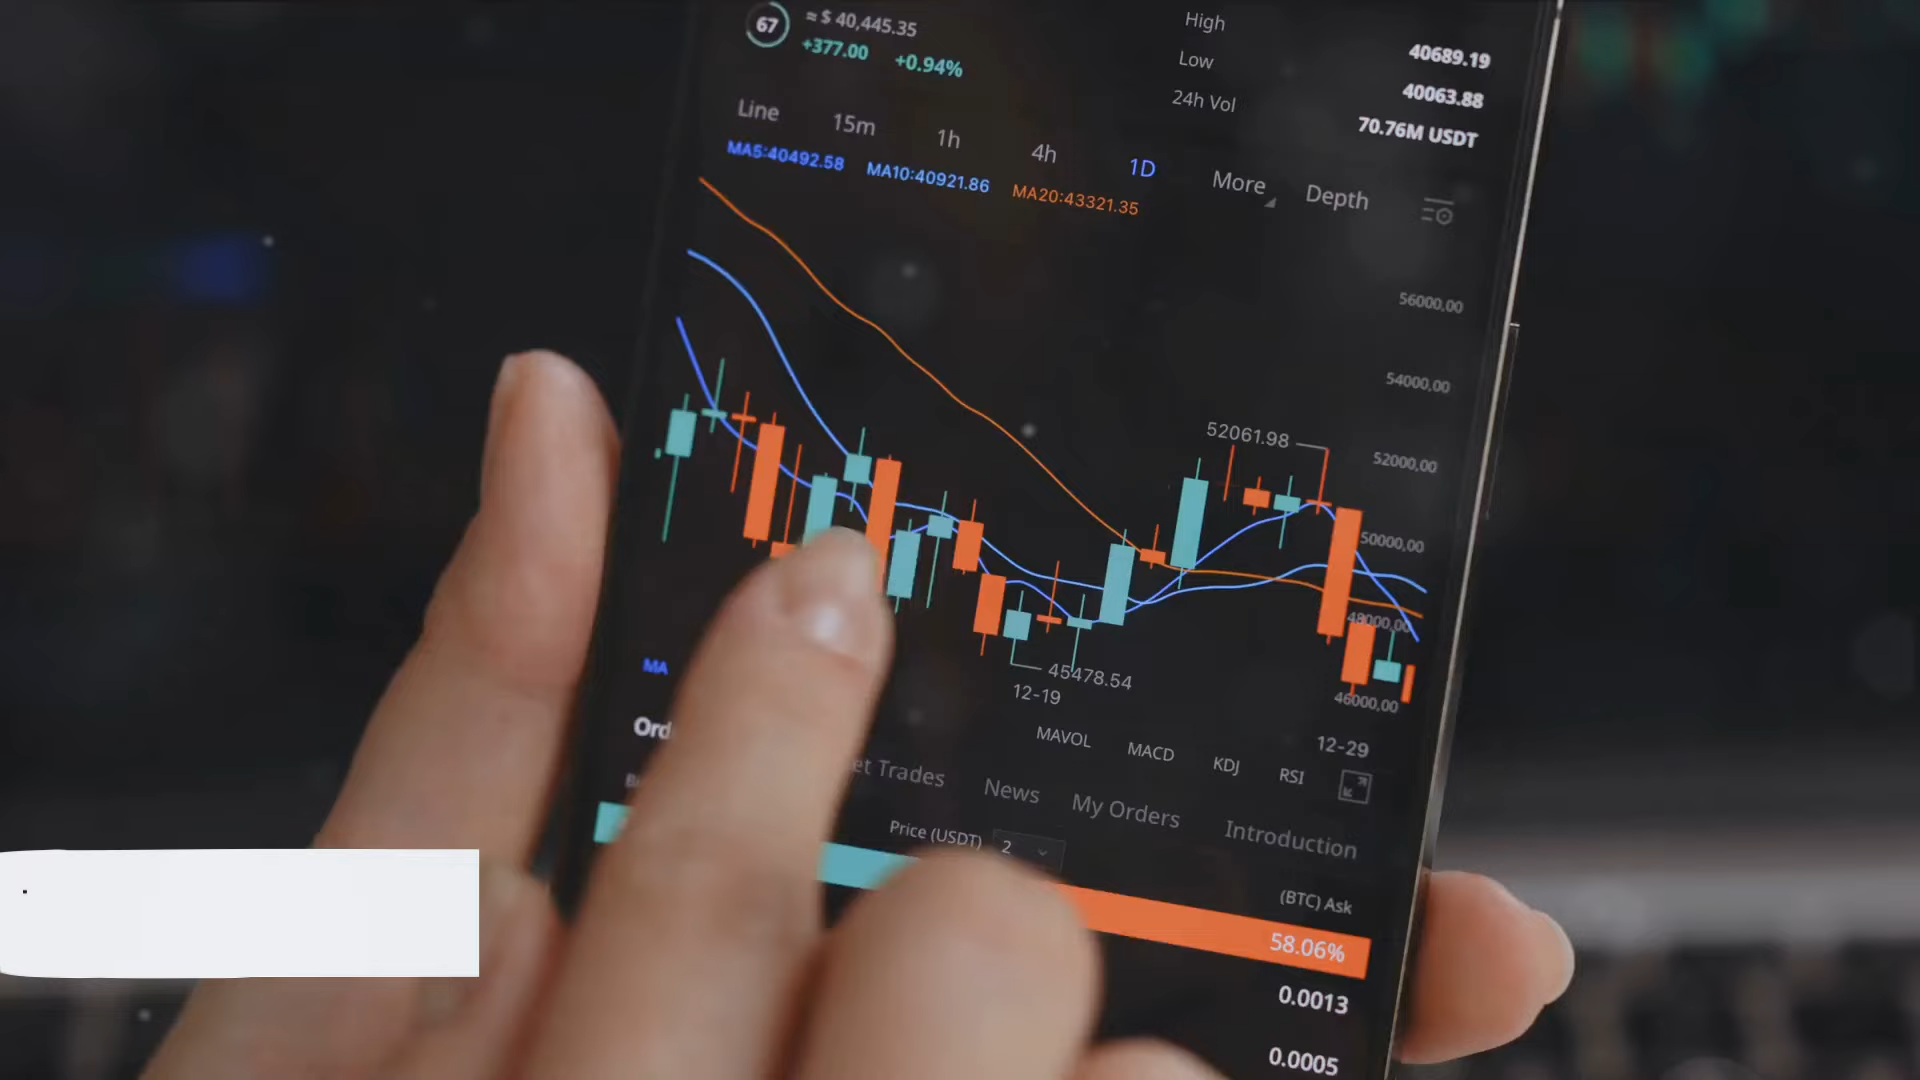 67
≈ $ 40,445.35
+377.00 +0.94%
High 40689.19
Low 40063.88
24h Vol 70.76M USDT
Line 15m 1h 4h 1D More Depth
MA5:40492.58 MA10:40921.86 MA20:43321.35
56000.00
54000.00
52061.98
52000.00
50000.00
48000.00
45478.54
46000.00
12-19
12-29
MA
MAVOL MACD KDJ RSI
Trades News My Orders Introduction
Price (USDT) 2
(BTC) Ask
58.06%
0.0013
0.0005